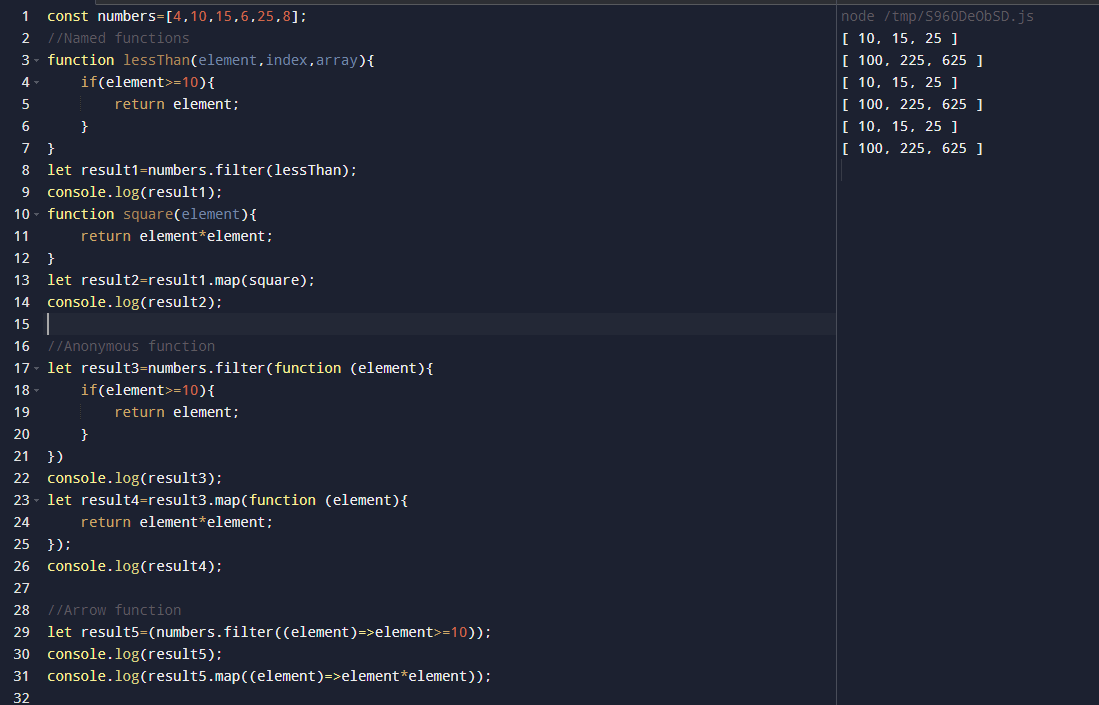 1 const numbers=[4,10,15,6,25,8];
2 //Named functions
3 function lessThan(element,index,array){
4     if(element>=10){
5         return element;
6     }
7 }
8 let result1=numbers.filter(lessThan);
9 console.log(result1);
10 function square(element){
11     return element*element;
12 }
13 let result2=result1.map(square);
14 console.log(result2);
15
16 //Anonymous function
17 let result3=numbers.filter(function (element){
18     if(element>=10){
19         return element;
20     }
21 })
22 console.log(result3);
23 let result4=result3.map(function (element){
24     return element*element;
25 });
26 console.log(result4);
27
28 //Arrow function
29 let result5=(numbers.filter((element)=>element>=10));
30 console.log(result5);
31 console.log(result5.map((element)=>element*element));
32
node /tmp/S96ODeObSD.js
[ 10, 15, 25 ]
[ 100, 225, 625 ]
[ 10, 15, 25 ]
[ 100, 225, 625 ]
[ 10, 15, 25 ]
[ 100, 225, 625 ]